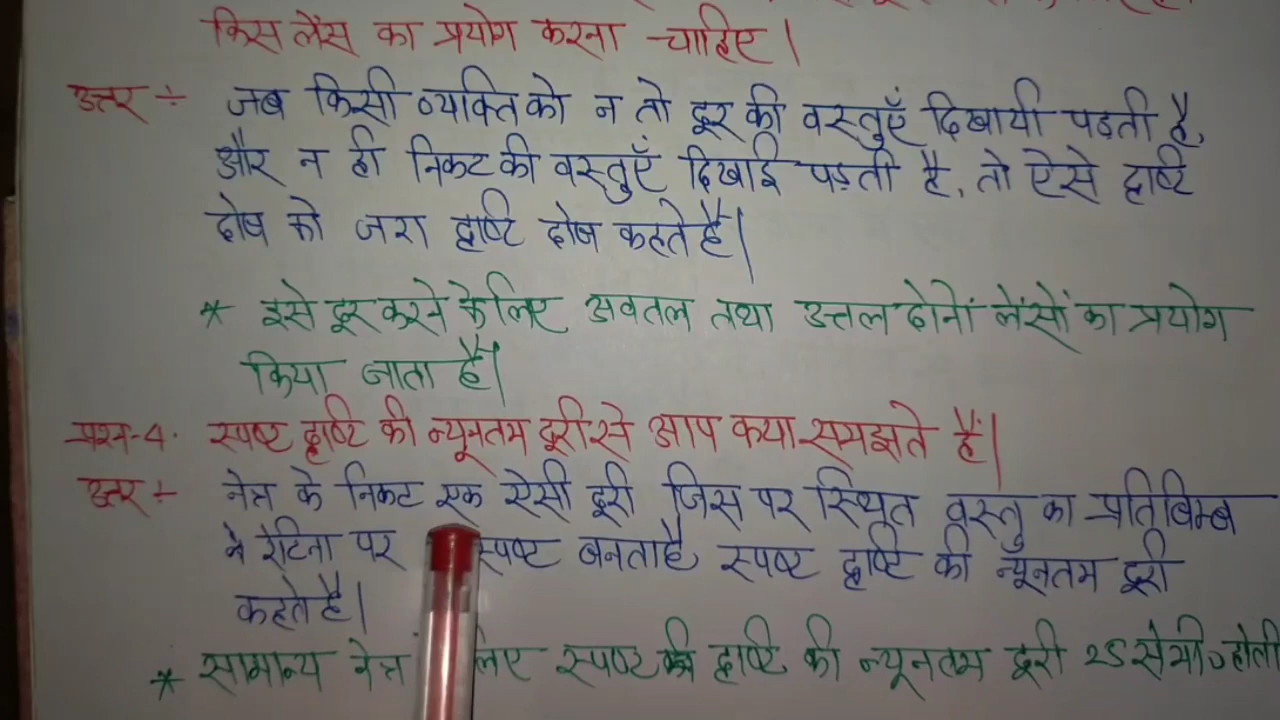 किस लेंस का प्रयोग करना चाहिए।
उत्तर ÷ जब किसी व्यक्ति को न तो दूर की वस्तुएँ दिखायी पड़ती है,
और न ही निकट की वस्तुएँ दिखाई पड़ती है, तो ऐसे दृष्टि
दोष को जरा दृष्टि दोष कहते है।
* इसे दूर करने के लिए अवतल तथा उत्तल दोनों लेंसों का प्रयोग
किया जाता है।
प्रश्न-4. स्पष्ट दृष्टि की न्यूनतम दूरी से आप क्या समझते हैं।
उत्तर ÷ नेत्र के निकट एक ऐसी दूरी जिस पर स्थित वस्तु का प्रतिबिम्ब
रेटिना पर स्पष्ट बनता है, स्पष्ट दृष्टि की न्यूनतम दूरी
कहते है।
* सामान्य नेत्र लिए स्पष्ट दृष्टि की न्यूनतम दूरी 25 सेमी० होती